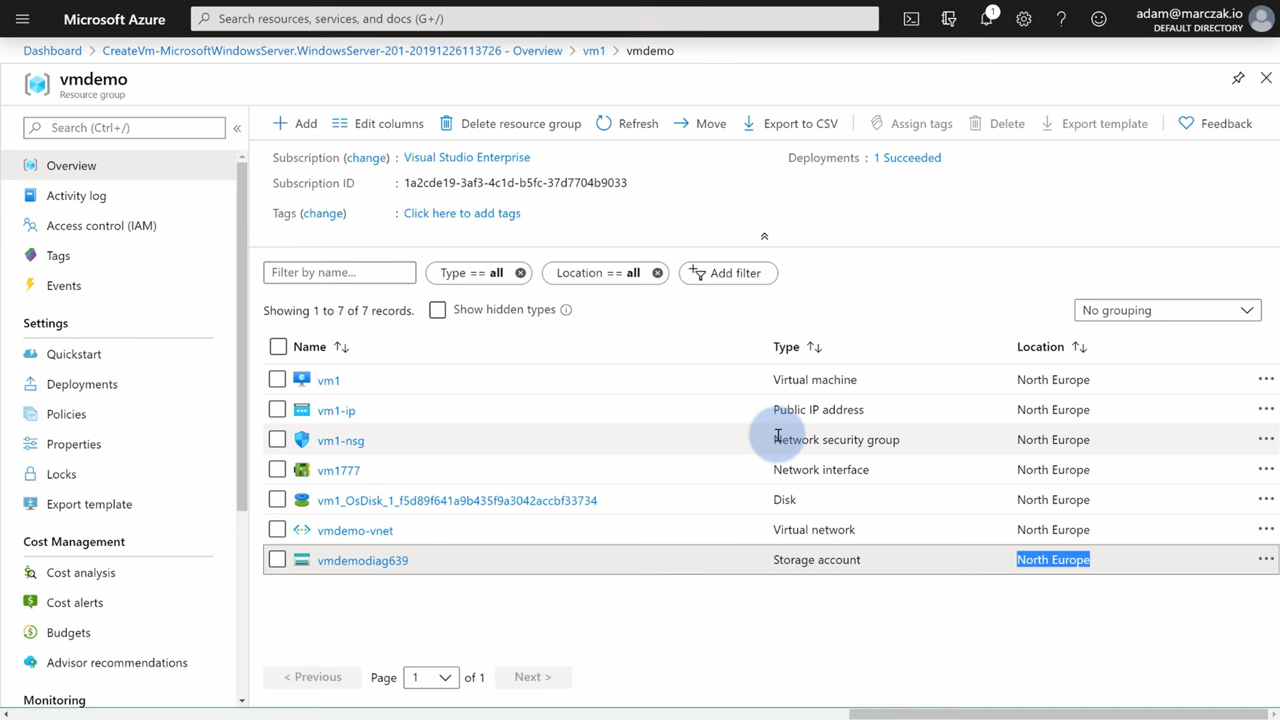 Microsoft Azure
Search resources, services, and docs (G+/)
1
adam@marczak.io
DEFAULT DIRECTORY
Dashboard > CreateVm-MicrosoftWindowsServer.WindowsServer-201-20191226113726 - Overview > vm1 > vmdemo
vmdemo
Resource group
Search (Ctrl+/)
«
Overview
Activity log
Access control (IAM)
Tags
Events
Settings
Quickstart
Deployments
Policies
Properties
Locks
Export template
Cost Management
Cost analysis
Cost alerts
Budgets
Advisor recommendations
Monitoring
Add
Edit columns
Delete resource group
Refresh
Move
Export to CSV
Assign tags
Delete
Export template
Feedback
Subscription (change) : Visual Studio Enterprise
Deployments : 1 Succeeded
Subscription ID : 1a2cde19-3af3-4c1d-b5fc-37d7704b9033
Tags (change) : Click here to add tags
Filter by name...
Type == all
Location == all
Add filter
Showing 1 to 7 of 7 records.
Show hidden types
No grouping
Name Type Location
vm1 Virtual machine North Europe
vm1-ip Public IP address North Europe
vm1-nsg Network security group North Europe
vm1777 Network interface North Europe
vm1_OsDisk_1_f5d89f641a9b435f9a3042accbf33734 Disk North Europe
vmdemo-vnet Virtual network North Europe
vmdemodiag639 Storage account North Europe
< Previous
Page 1 of 1
Next >